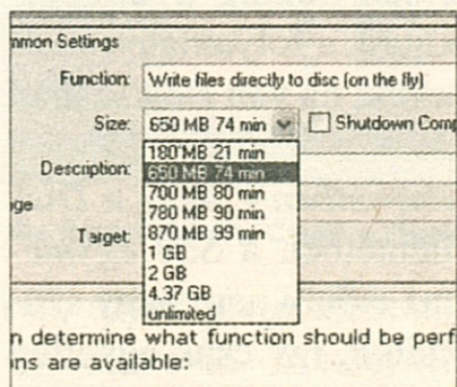 mmon Settings
Function: Write files directly to disc (on the fly)
Size: 650 MB 74 min Shutdown Comp
180 MB 21 min
650 MB 74 min
Description:
700 MB 80 min
780 MB 90 min
ge
Target: 870 MB 99 min
1 GB
2 GB
4.37 GB
unlimited
n determine what function should be perf
ns are available: